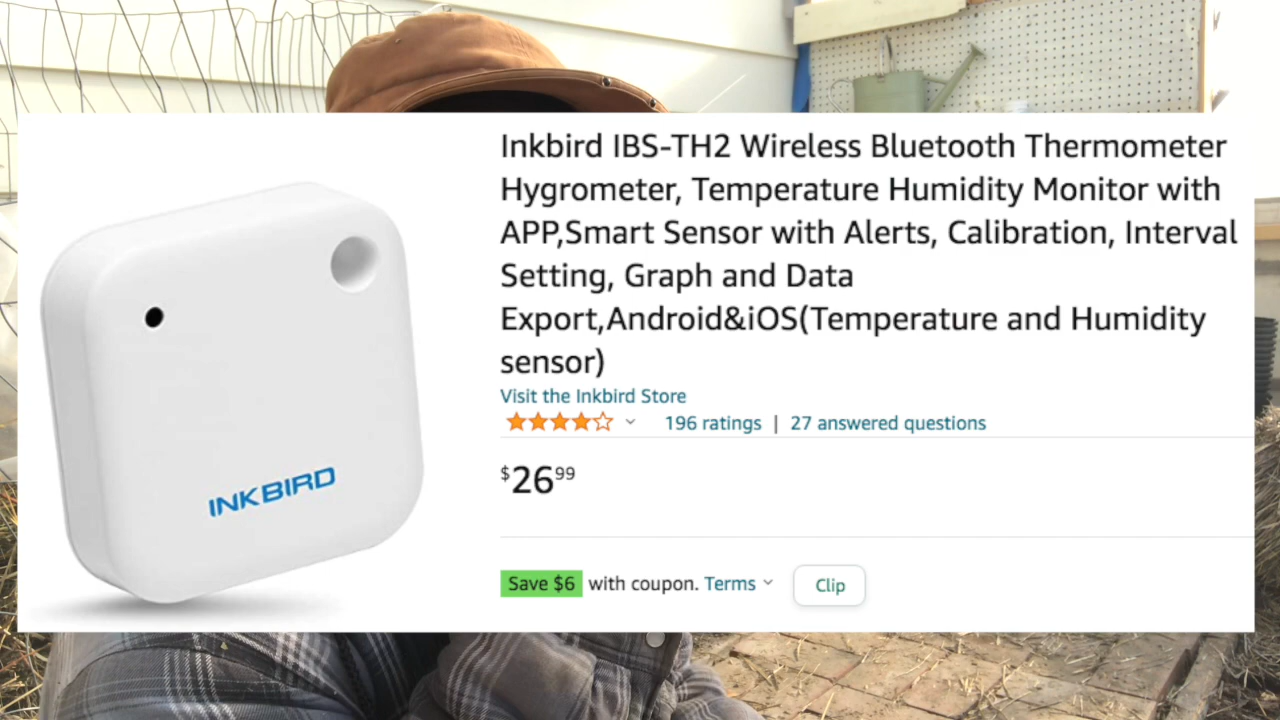 INKBIRD
Inkbird IBS-TH2 Wireless Bluetooth Thermometer
Hygrometer, Temperature Humidity Monitor with
APP,Smart Sensor with Alerts, Calibration, Interval
Setting, Graph and Data
Export,Android&iOS(Temperature and Humidity
sensor)
Visit the Inkbird Store
196 ratings | 27 answered questions
$2699
Save $6 with coupon. Terms Clip